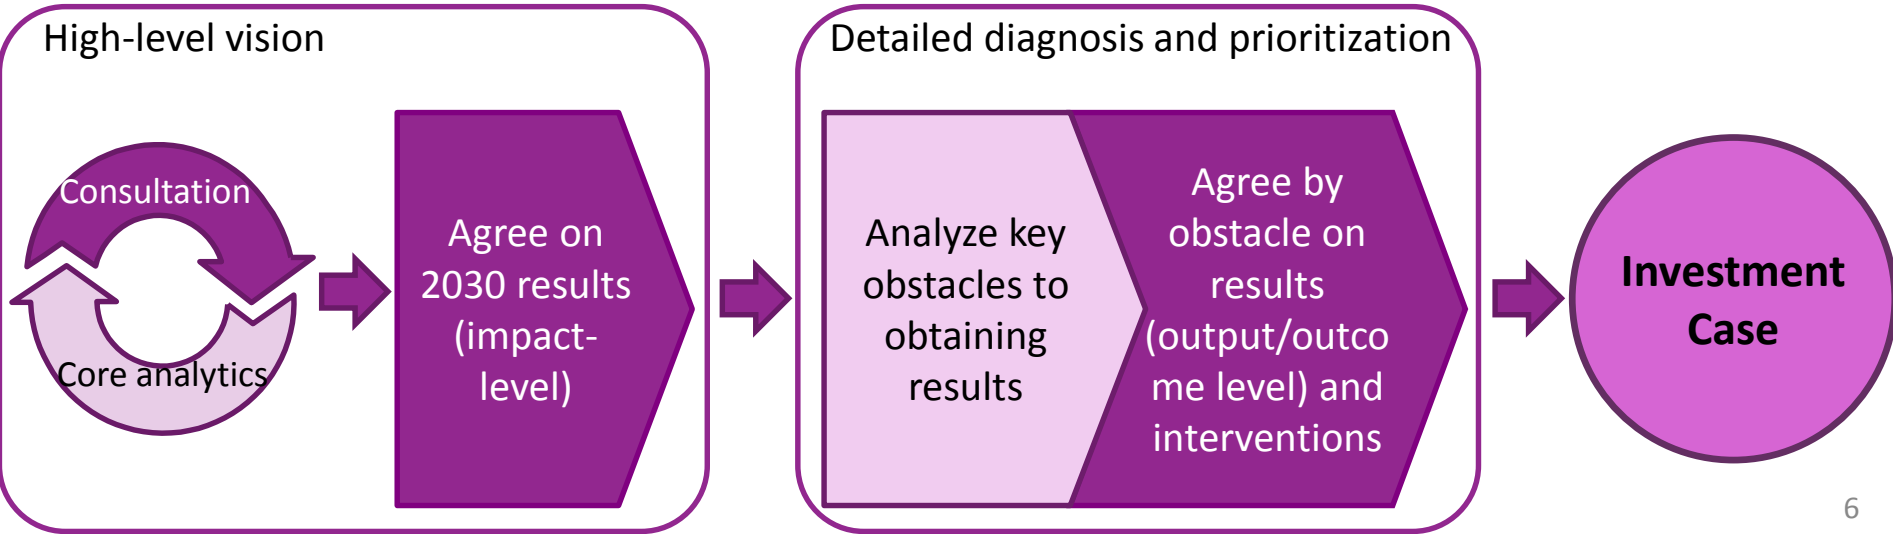 High-level vision
Consultation
Core analytics
Agree on
2030 results
(impact-
level)
Detailed diagnosis and prioritization
Analyze key
obstacles to
obtaining
results
Agree by
obstacle on
results
(output/outco
me level) and
interventions
Investment
Case
6